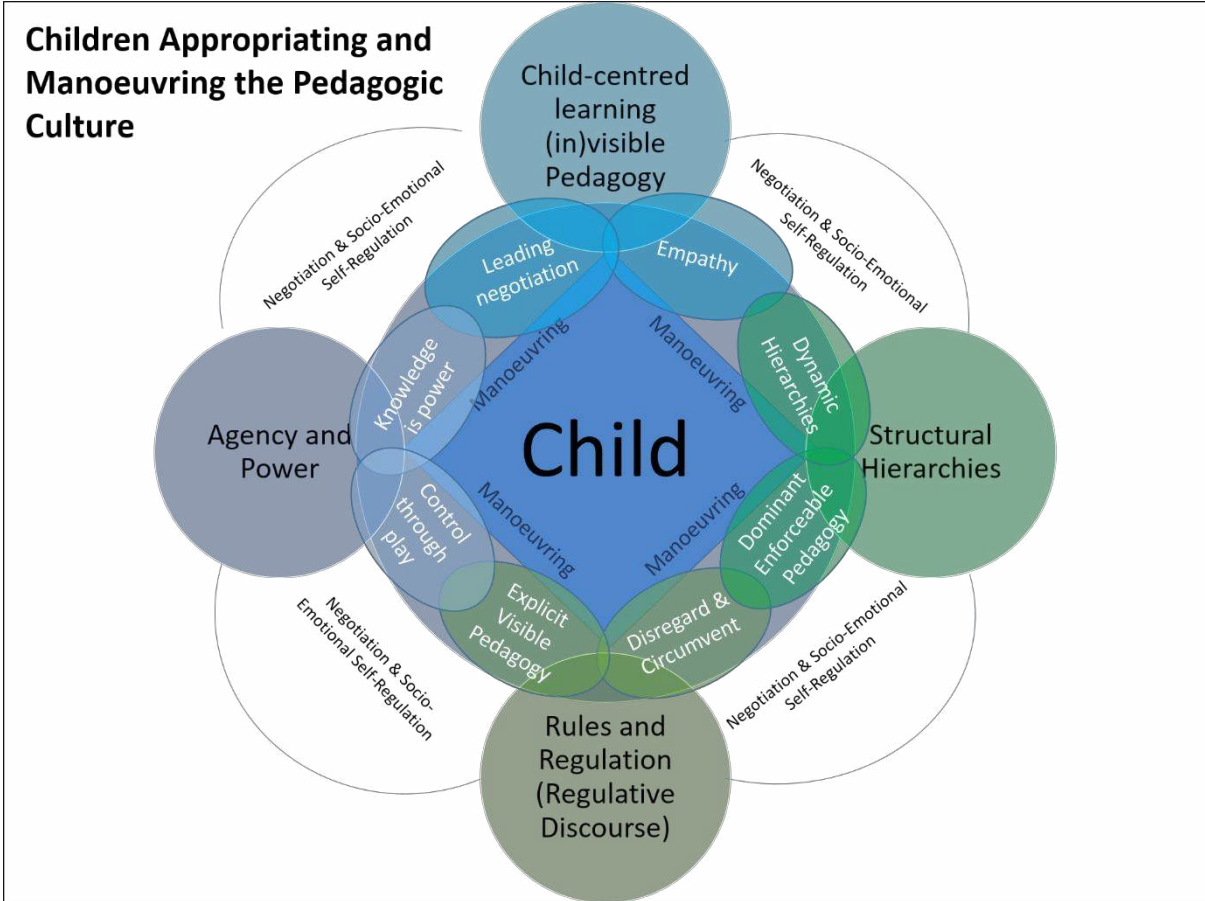 Children Appropriating and
Manoeuvring the Pedagogic
Culture
Child-centred
learning
(in)visible
Pedagogy
Negotiation & Socio-Emotional
Self-Regulation
Negotiation & Socio-Emotional
Self-Regulation
Leading
negotiation
Empathy
Knowledge
is power
Manoeuvring
Manoeuvring
Dynamic
Hierarchies
Agency and
Power
Child
Structural
Hierarchies
Control
through
play
Manoeuvring
Manoeuvring
Dominant
Enforceable
Pedagogy
Explicit
Visible
Pedagogy
Disregard &
Circumvent
Negotiation & Socio-
Emotional Self-Regulation
Negotiation & Socio-Emotional
Self-Regulation
Rules and
Regulation
(Regulative
Discourse)